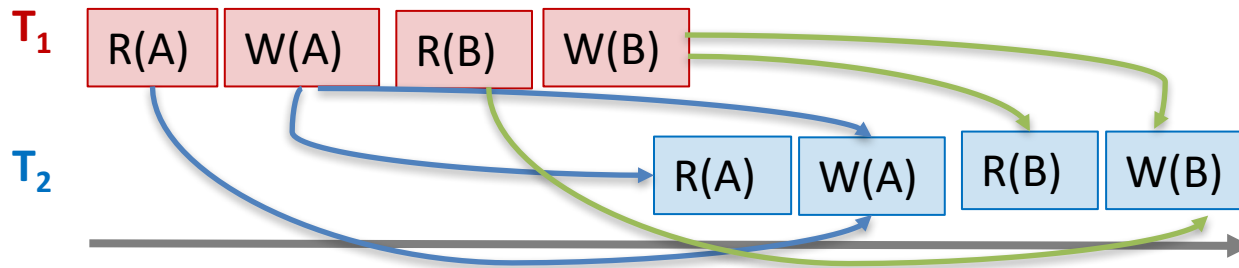 T₁ R(A) W(A) R(B) W(B)
T₂ R(A) W(A) R(B) W(B)